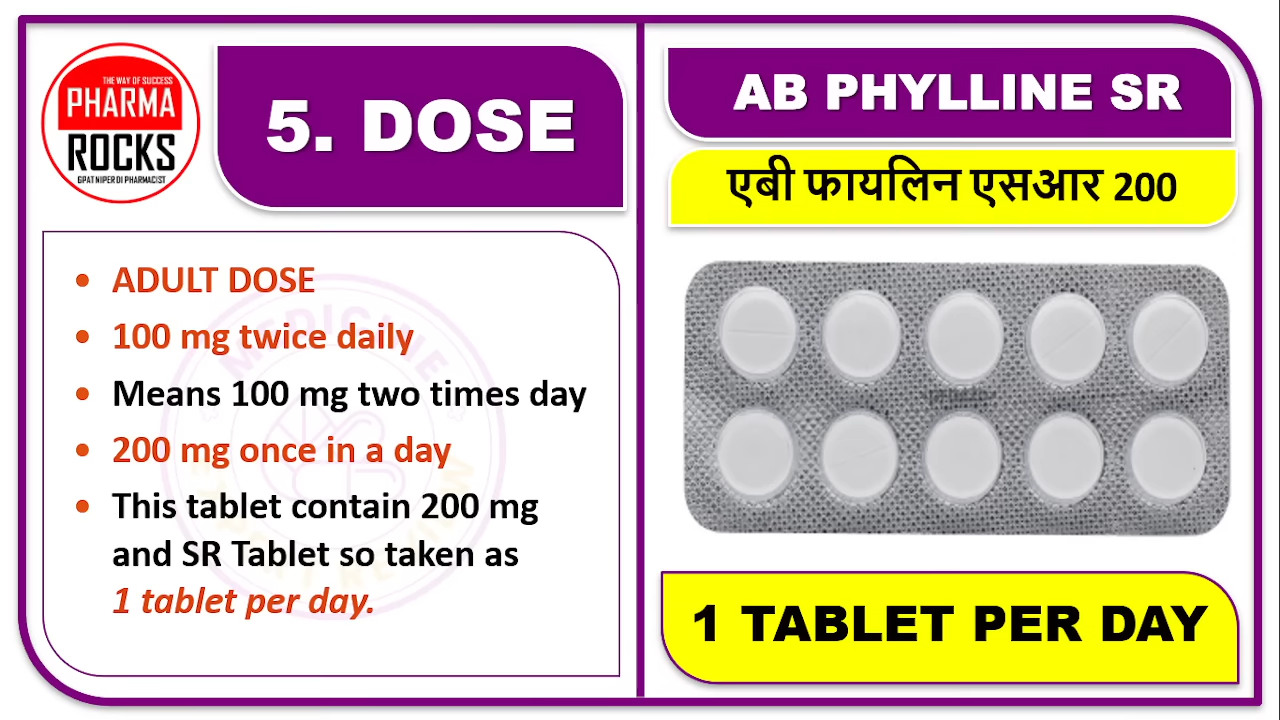 THE WAY OF SUCCESS
PHARMA
ROCKS
GPAT NIPER DI PHARMACIST
5. DOSE
• ADULT DOSE
• 100 mg twice daily
• Means 100 mg two times day
• 200 mg once in a day
• This tablet contain 200 mg
and SR Tablet so taken as
1 tablet per day.
AB PHYLLINE SR
एबी फायलिन एसआर 200
1 TABLET PER DAY